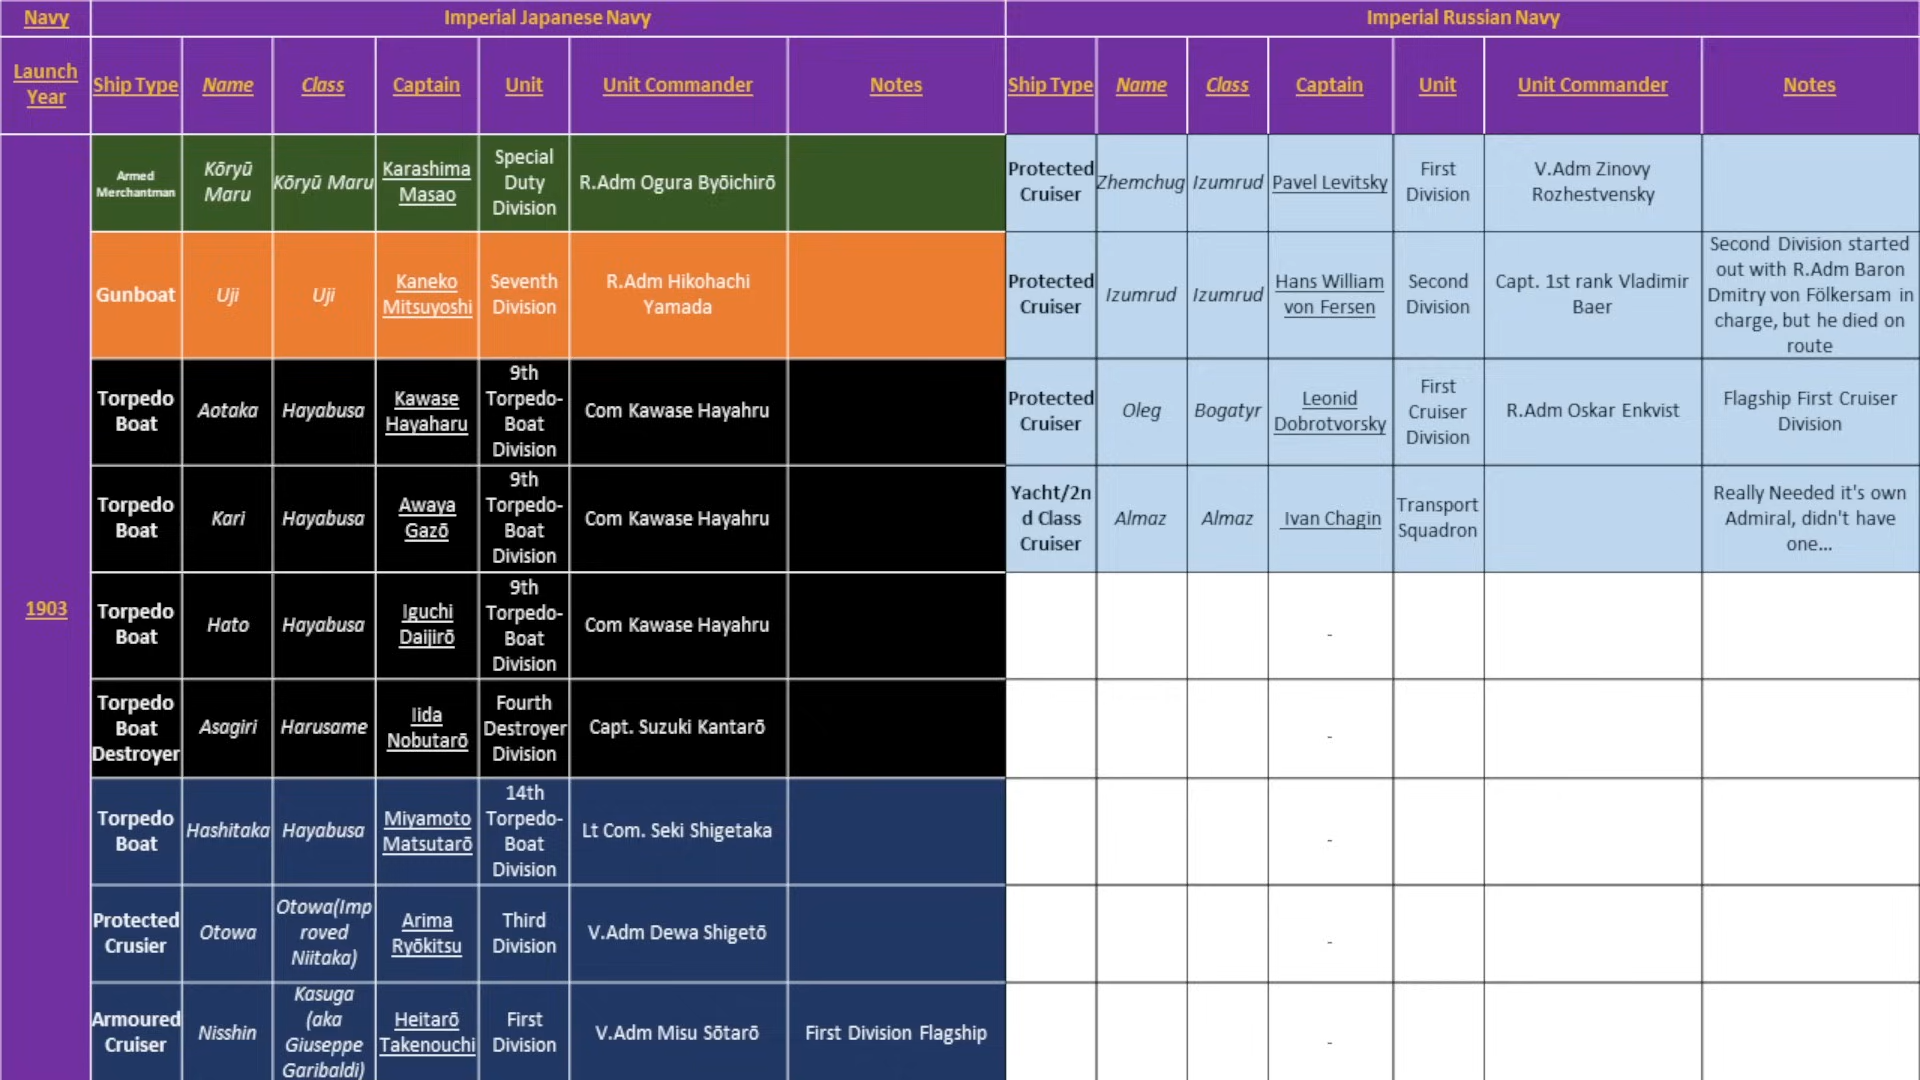 Navy
Imperial Japanese Navy
Imperial Russian Navy
Launch
Year
Ship Type
Name
Class
Captain
Unit
Unit Commander
Notes
Ship Type
Name
Class
Captain
Unit
Unit Commander
Notes
1903
Armed
Merchantman
Kōryū
Maru
Kōryū Maru
Karashima
Masao
Special
Duty
Division
R.Adm Ogura Byōichirō
Protected
Cruiser
Zhemchug
Izumrud
Pavel Levitsky
First
Division
V.Adm Zinovy
Rozhestvensky
Gunboat
Uji
Uji
Kaneko
Mitsuyoshi
Seventh
Division
R.Adm Hikohachi
Yamada
Protected
Cruiser
Izumrud
Izumrud
Hans William
von Fersen
Second
Division
Capt. 1st rank Vladimir
Baer
Second Division started
out with R.Adm Baron
Dmitry von Fölkersam in
charge, but he died on
route
Torpedo
Boat
Aotaka
Hayabusa
Kawase
Hayaharu
9th
Torpedo-
Boat
Division
Com Kawase Hayahru
Protected
Cruiser
Oleg
Bogatyr
Leonid
Dobrotvorsky
First
Cruiser
Division
R.Adm Oskar Enkvist
Flagship First Cruiser
Division
Torpedo
Boat
Kari
Hayabusa
Awaya
Gazō
9th
Torpedo-
Boat
Division
Com Kawase Hayahru
Yacht/2n
d Class
Cruiser
Almaz
Almaz
Ivan Chagin
Transport
Squadron
Really Needed it's own
Admiral, didn't have
one...
Torpedo
Boat
Hato
Hayabusa
Iguchi
Daijirō
9th
Torpedo-
Boat
Division
Com Kawase Hayahru
-
Torpedo
Boat
Destroyer
Asagiri
Harusame
Iida
Nobutarō
Fourth
Destroyer
Division
Capt. Suzuki Kantarō
-
Torpedo
Boat
Hashitaka
Hayabusa
Miyamoto
Matsutarō
14th
Torpedo-
Boat
Division
Lt Com. Seki Shigetaka
-
Protected
Crusier
Otowa
Otowa(Imp
roved
Niitaka)
Arima
Ryōkitsu
Third
Division
V.Adm Dewa Shigetō
-
Armoured
Cruiser
Nisshin
Kasuga
(aka
Giuseppe
Garibaldi)
Heitarō
Takenouchi
First
Division
V.Adm Misu Sōtarō
First Division Flagship
-